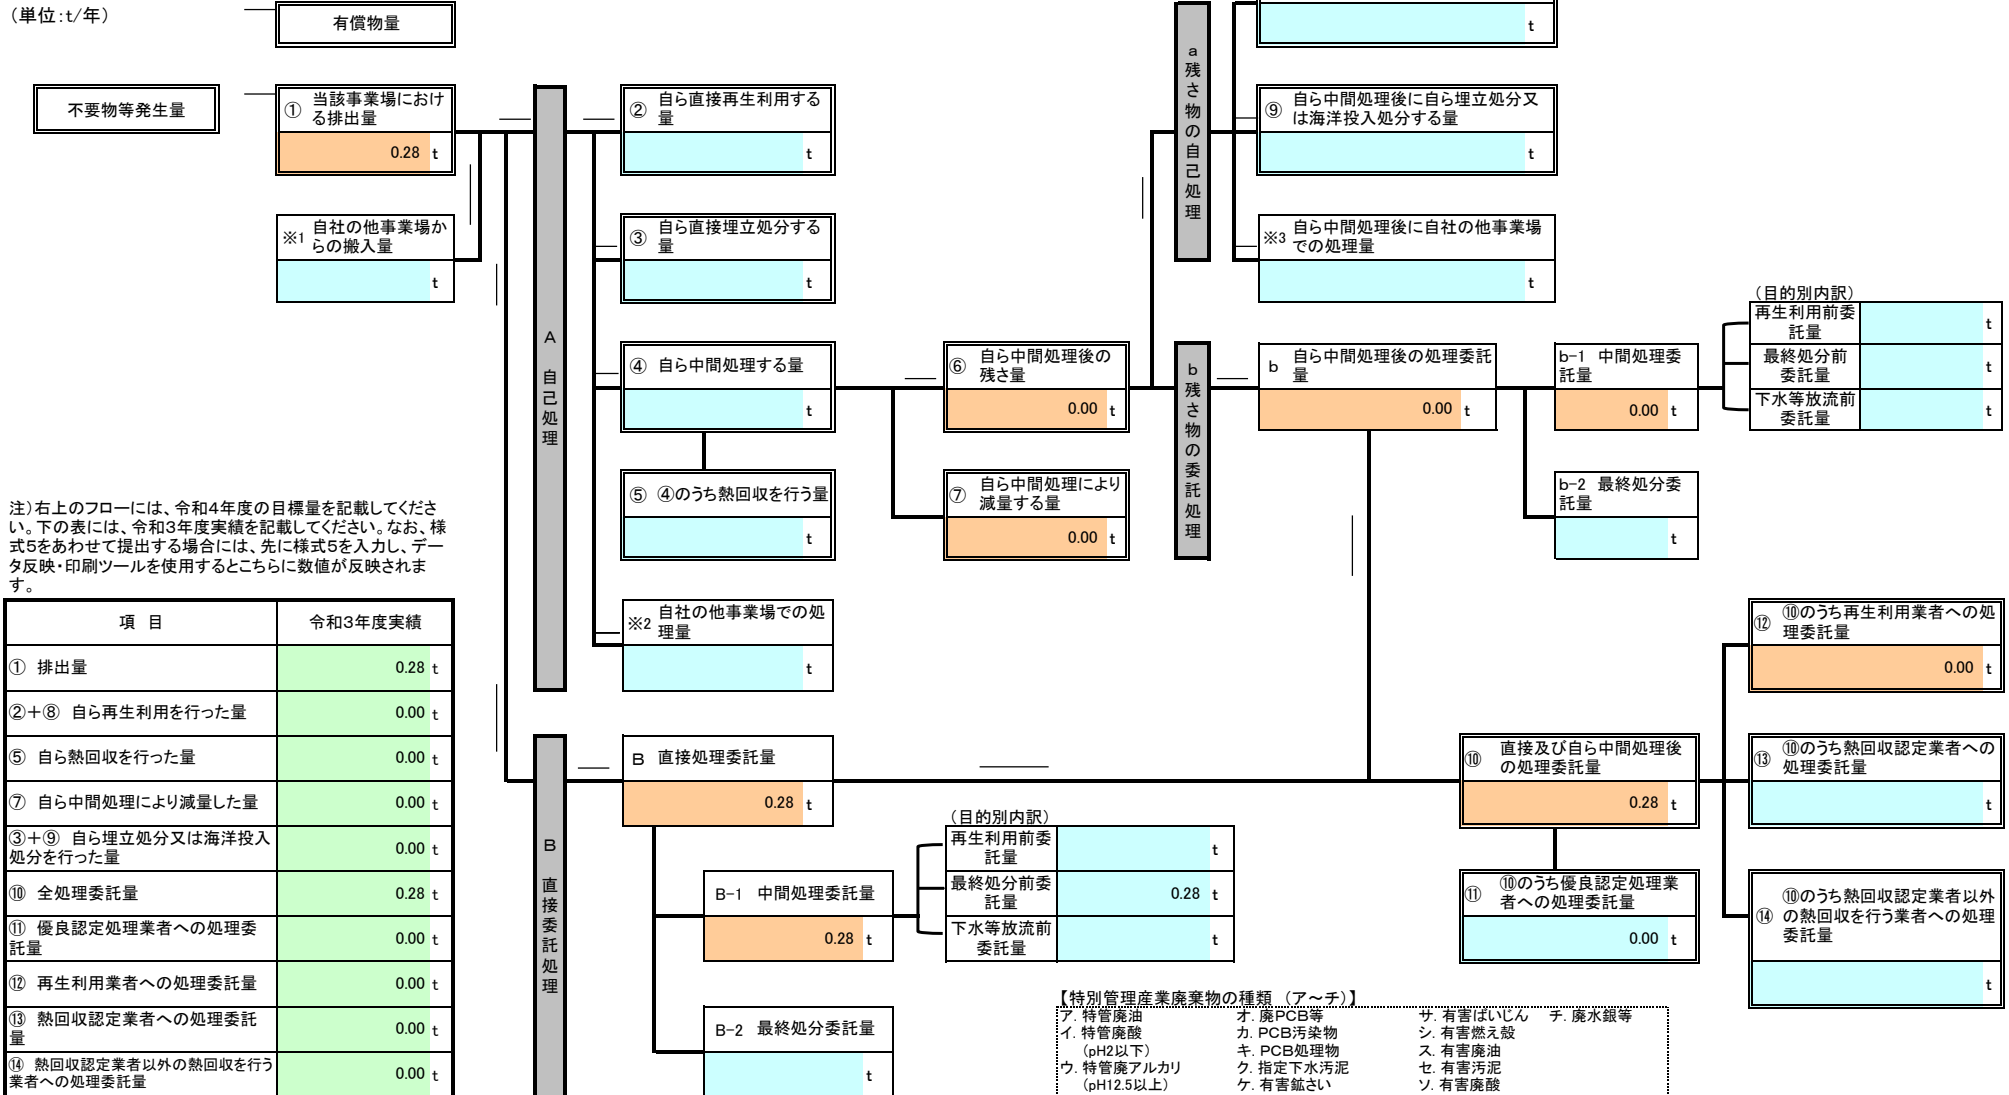 (単位:t/年)
有償物量
不要物等発生量
① 当該事業場におけ
る排出量
0.28 t
※1 自社の他事業場か
らの搬入量
t
A 自己処理
② 自ら直接再生利用する
量
t
③ 自ら直接埋立処分する
量
t
④ 自ら中間処理する量
t
⑤ ④のうち熱回収を行う量
t
※2 自社の他事業場での処
理量
t
⑥ 自ら中間処理後の
残さ量
0.00 t
⑦ 自ら中間処理により
減量する量
0.00 t
a 残さ物の自己処理
t
⑨ 自ら中間処理後に自ら埋立処分又
は海洋投入処分する量
t
※3 自ら中間処理後に自社の他事業場
での処理量
t
b 残さ物の委託処理
b 自ら中間処理後の処理委託
量
0.00 t
b-1 中間処理委
託量
0.00 t
b-2 最終処分委
託量
t
(目的別内訳)
再生利用前委
託量
t
最終処分前
委託量
t
下水等放流前
委託量
t
注)右上のフローには、令和4年度の目標量を記載してくださ
い。下の表には、令和3年度実績を記載してください。なお、様
式5をあわせて提出する場合には、先に様式5を入力し、デー
タ反映・印刷ツールを使用するとこちらに数値が反映されま
す。
項 目 令和3年度実績
① 排出量 0.28 t
②+⑧ 自ら再生利用を行った量 0.00 t
⑤ 自ら熱回収を行った量 0.00 t
⑦ 自ら中間処理により減量した量 0.00 t
③+⑨ 自ら埋立処分又は海洋投入
処分を行った量 0.00 t
⑩ 全処理委託量 0.28 t
⑪ 優良認定処理業者への処理委
託量 0.00 t
⑫ 再生利用業者への処理委託量 0.00 t
⑬ 熱回収認定業者への処理委託
量 0.00 t
⑭ 熱回収認定業者以外の熱回収を行う
業者への処理委託量 0.00 t
B 直接委託処理
B 直接処理委託量
0.28 t
B-1 中間処理委託量
0.28 t
B-2 最終処分委託量
t
(目的別内訳)
再生利用前委
託量
t
最終処分前委
託量
0.28 t
下水等放流前
委託量
t
⑩ 直接及び自ら中間処理後
の処理委託量
0.28 t
⑪ ⑩のうち優良認定処理業
者への処理委託量
0.00 t
⑫ ⑩のうち再生利用業者への処
理委託量
0.00 t
⑬ ⑩のうち熱回収認定業者への
処理委託量
t
⑭ ⑩のうち熱回収認定業者以外
の熱回収を行う業者への処理
委託量
t
【特別管理産業廃棄物の種類 (ア~チ)】
ア. 特管廃油 オ. 廃PCB等 サ. 有害ばいじん チ. 廃水銀等
イ. 特管廃酸 カ. PCB汚染物 シ. 有害燃え殻
(pH2以下) キ. PCB処理物 ス. 有害廃油
ウ. 特管廃アルカリ ク. 指定下水汚泥 セ. 有害汚泥
(pH12.5以上) ケ. 有害鉱さい ソ. 有害廃酸